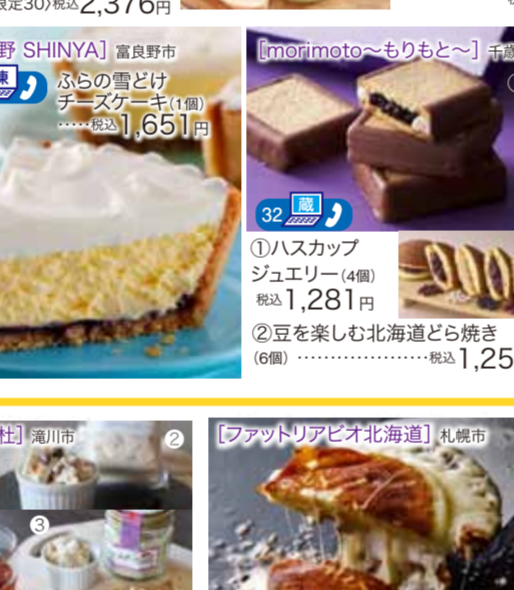 定30〉税込2,376円
野 SHINYA］富良野市
凍
ふらの雪どけ
チーズケーキ（1個）
‥‥‥税込1,651円
［morimoto〜もりもと〜］千歳
32 蔵
①ハスカップ
ジュエリー（4個）
税込1,281円
②豆を楽しむ北海道どら焼き
（6個）‥‥‥‥‥‥‥‥税込1,25
杜］滝川市
②
③
［ファットリアビオ北海道］札幌市